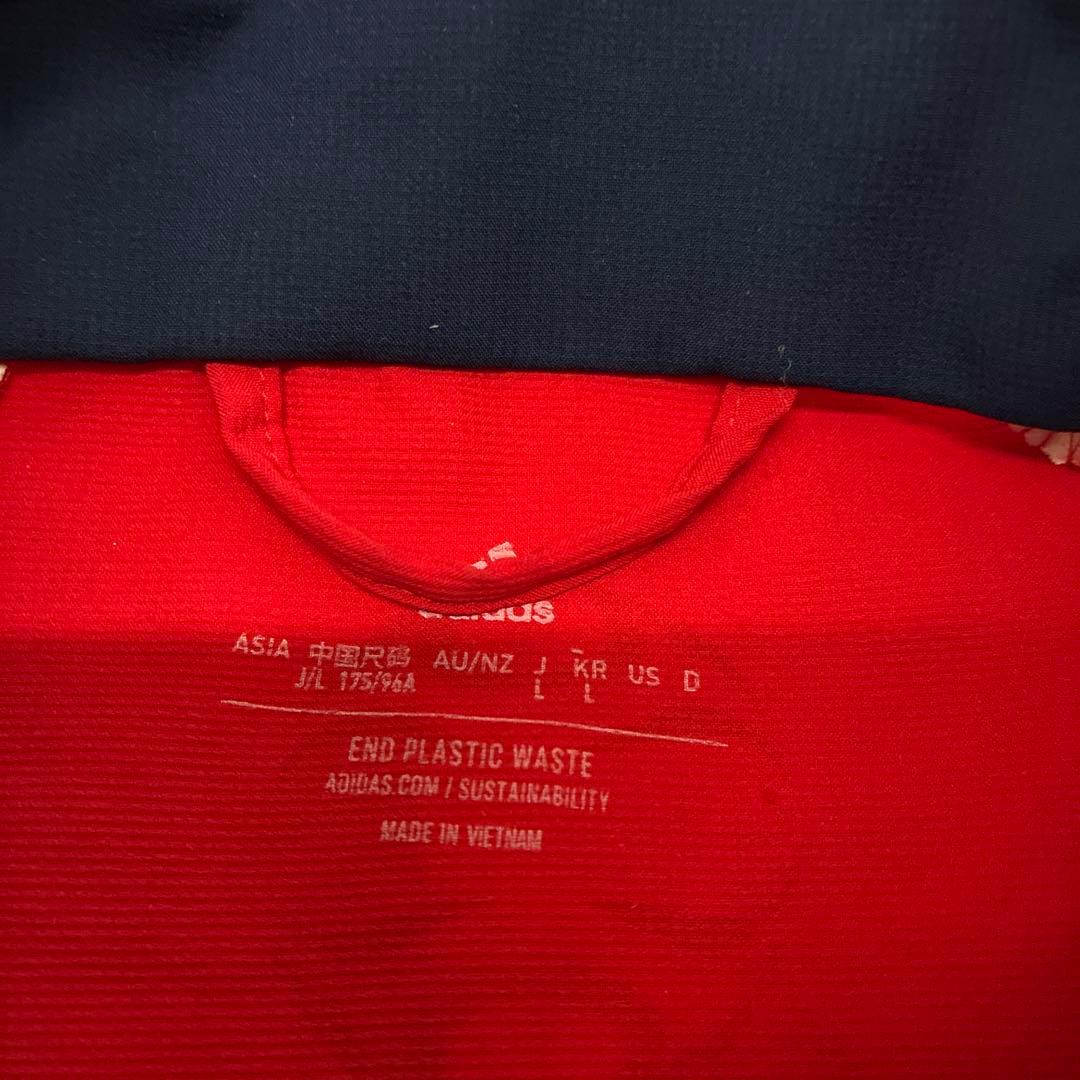 adidas
ASIA 中国尺码 AU/NZ J KR US D
J/L 175/96A L L
END PLASTIC WASTE
ADIDAS.COM / SUSTAINABILITY
MADE IN VIETNAM